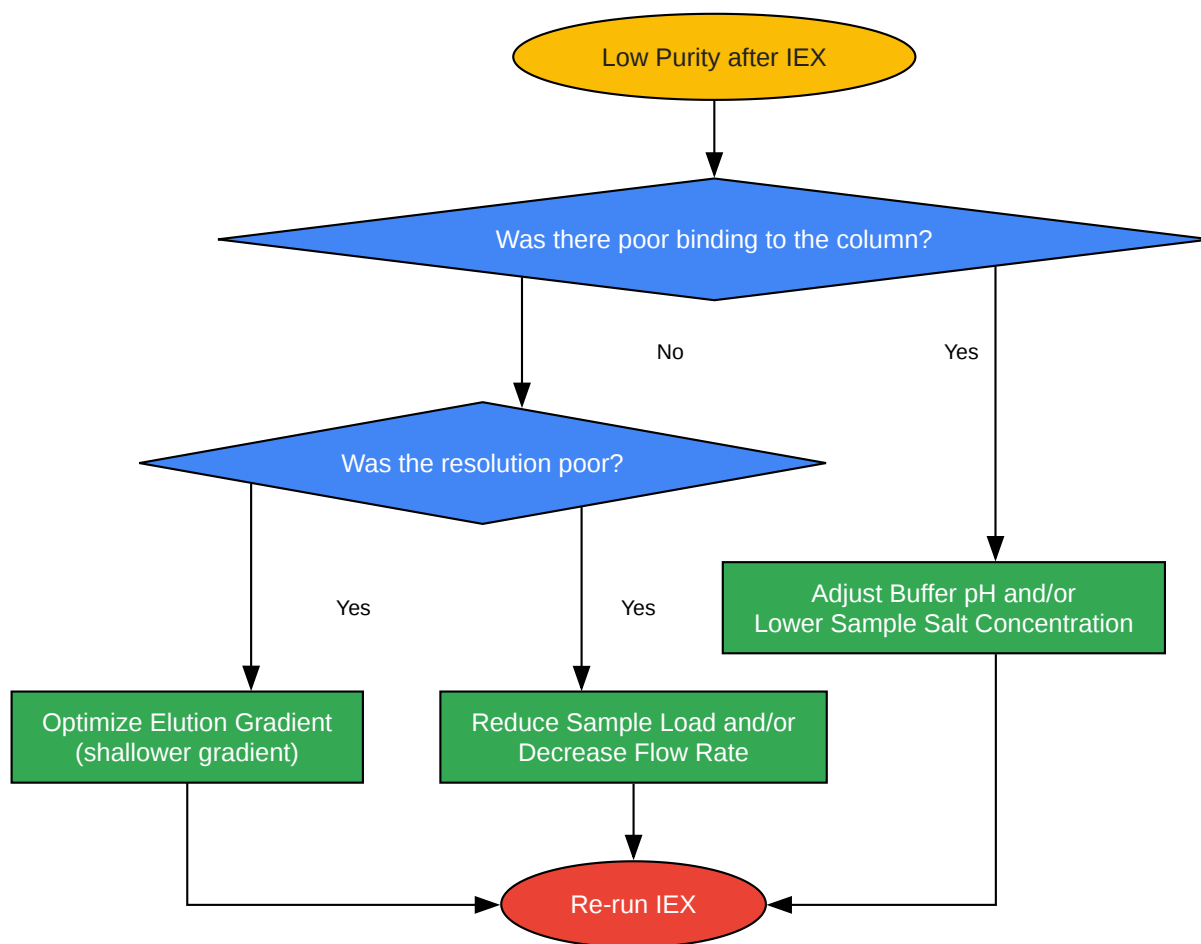 Low Purity after IEX
Was there poor binding to the column?
No
Yes
Was the resolution poor?
Yes
Yes
Adjust Buffer pH and/or
Lower Sample Salt Concentration
Optimize Elution Gradient
(shallower gradient)
Reduce Sample Load and/or
Decrease Flow Rate
Re-run IEX